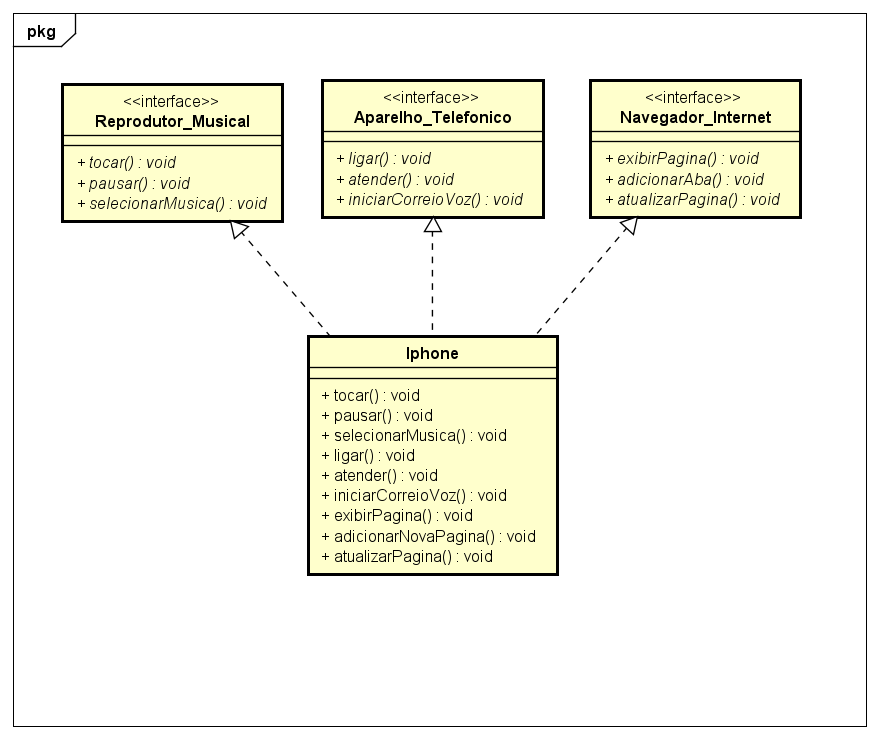 pkg
<<interface>>
Reprodutor_Musical
+ tocar() : void
+ pausar() : void
+ selecionarMusica() : void
<<interface>>
Aparelho_Telefonico
+ ligar() : void
+ atender() : void
+ iniciarCorreioVoz() : void
<<interface>>
Navegador_Internet
+ exibirPagina() : void
+ adicionarAba() : void
+ atualizarPagina() : void
Iphone
+ tocar() : void
+ pausar() : void
+ selecionarMusica() : void
+ ligar() : void
+ atender() : void
+ iniciarCorreioVoz() : void
+ exibirPagina() : void
+ adicionarNovaPagina() : void
+ atualizarPagina() : void